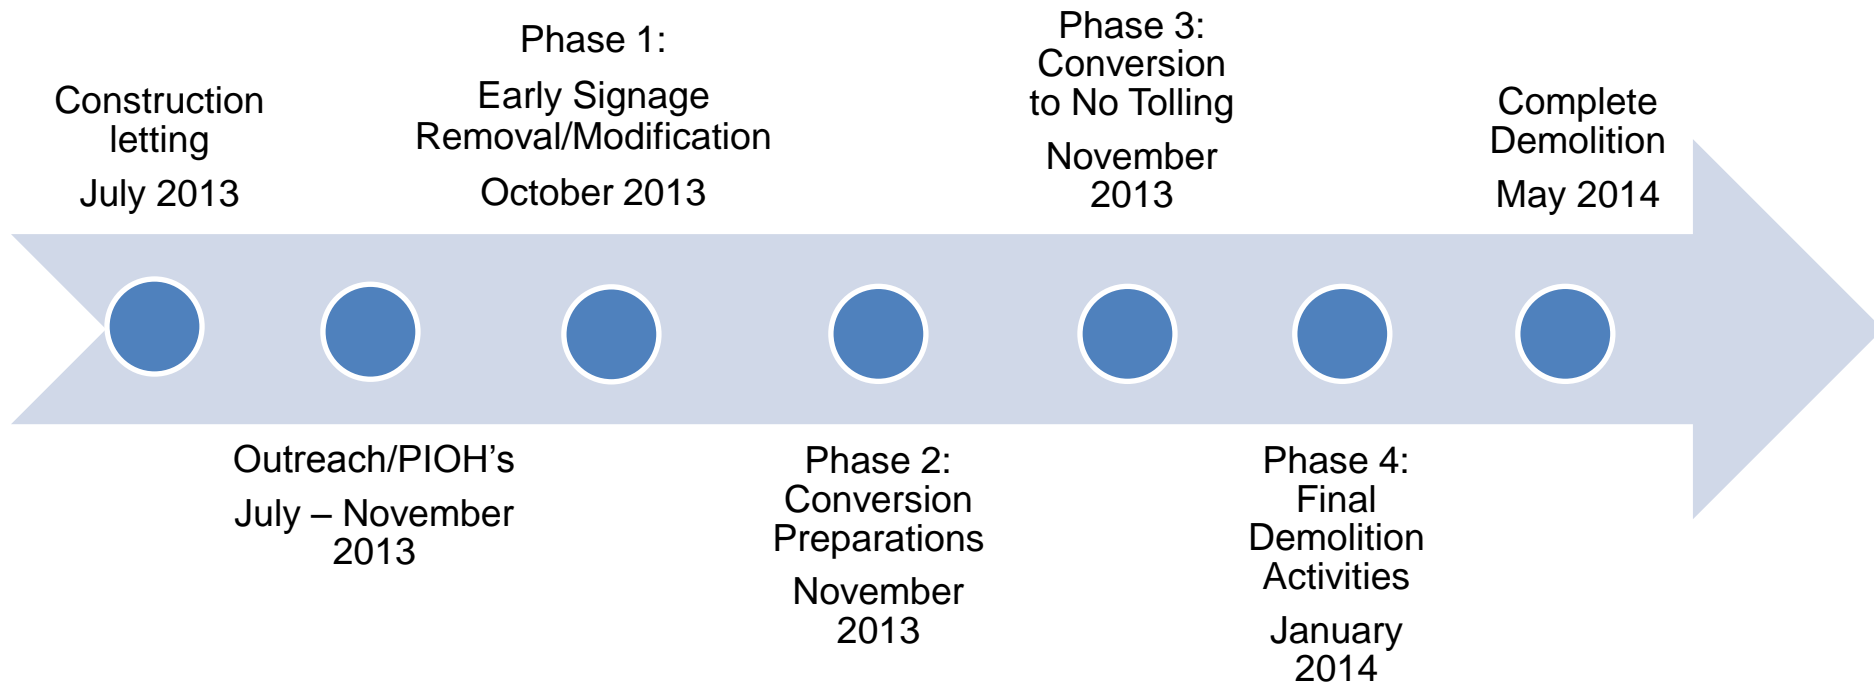 Construction
letting
July 2013
Outreach/PIOH's
July – November
2013
Phase 1:
Early Signage
Removal/Modification
October 2013
Phase 2:
Conversion
Preparations
November
2013
Phase 3:
Conversion
to No Tolling
November
2013
Phase 4:
Final
Demolition
Activities
January
2014
Complete
Demolition
May 2014